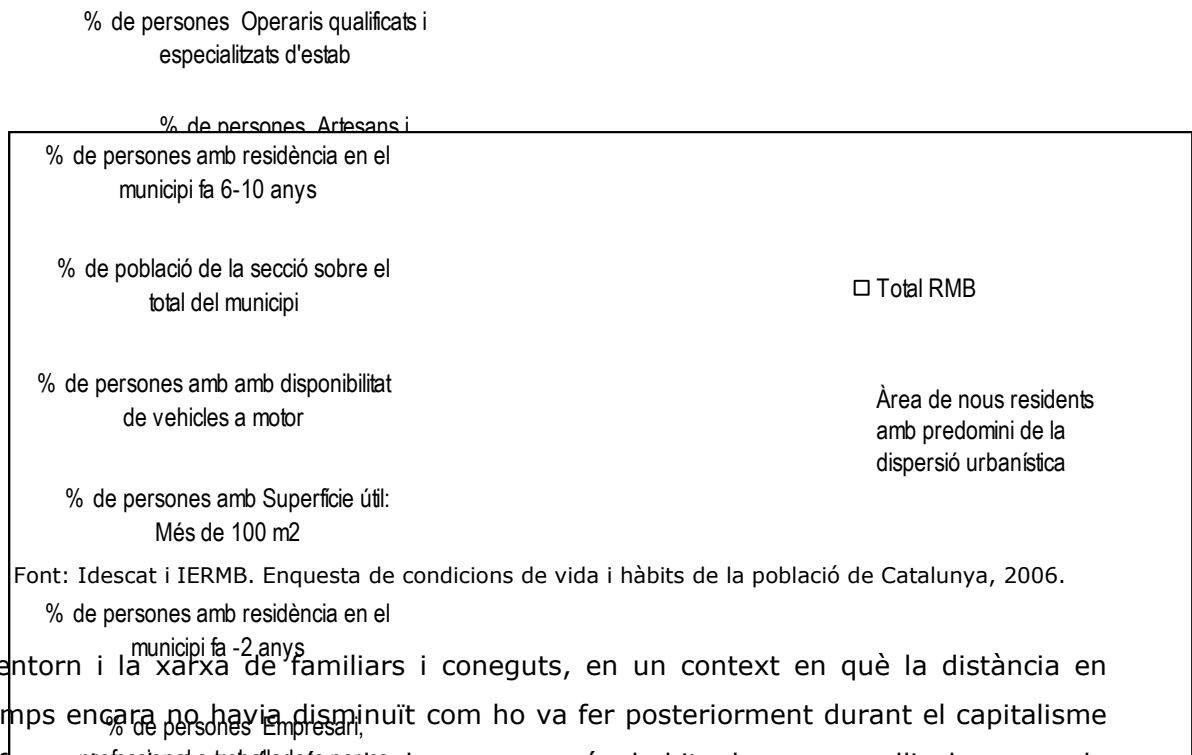 % de persones Operaris qualificats i
especialitzats d'estab
% de persones Artesans i
% de persones amb residència en el
municipi fa 6-10 anys
% de població de la secció sobre el
total del municipi
□ Total RMB
% de persones amb amb disponibilitat
de vehicles a motor
Àrea de nous residents
amb predomini de la
dispersió urbanística
% de persones amb Superfície útil:
Més de 100 m2
Font: Idescat i IERMB. Enquesta de condicions de vida i hàbits de la població de Catalunya, 2006.
% de persones amb residència en el
municipi fa -2 anys
entorn i la xarxa de familiars i coneguts, en un context en què la distància en
mps encara no havia disminuït com ho va fer posteriorment durant el capitalisme
% de persones Empresari,